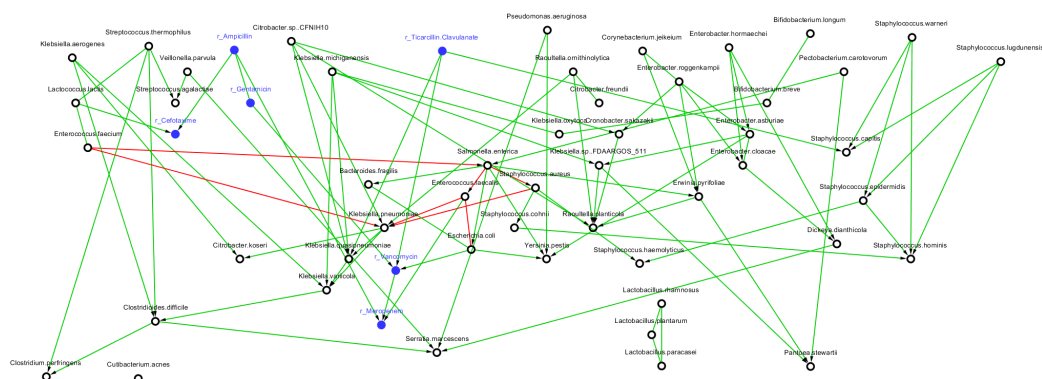 Pseudomonas.aeruginosa
Bifidobacterium.longum
Citrobacter.sp..CFNIH10
Streptococcus.thermophilus
r_Ampicillin
r_Ticarcillin.Clavulanate
Corynebacterium.jeikeium
Enterobacter.hormaechei
Staphylococcus.warneri
Klebsiella.aerogenes
Staphylococcus.lugdunensis
Veillonella.parvula
Klebsiella.michiganensis
Raoultella.ornithinolytica
Enterobacter.roggenkampii
Pectobacterium.carotovorum
Lactococcus.lactis
Streptococcus.agalactiae
r_Gentamicin
Citrobacter.freundii
Bifidobacterium.breve
r_Cefotaxime
Enterococcus.faecium
Klebsiella.oxytoca
Cronobacter.sakazakii
Enterobacter.asburiae
Staphylococcus.capitis
Salmonella.enterica
Klebsiella.sp..FDAARGOS_511
Enterobacter.cloacae
Bacteroides.fragilis
Staphylococcus.aureus
Enterococcus.faecalis
Erwinia.pyrifoliae
Staphylococcus.epidermidis
Klebsiella.pneumoniae
Staphylococcus.cohnii
Raoultella.planticola
Dickeya.dianthicola
Citrobacter.koseri
Klebsiella.quasipneumoniae
Escherichia.coli
Yersinia.pestis
Staphylococcus.haemolyticus
Staphylococcus.hominis
r_Vancomycin
Klebsiella.variicola
Clostridioides.difficile
r_Meropenem
Lactobacillus.rhamnosus
Lactobacillus.plantarum
Serratia.marcescens
Lactobacillus.paracasei
Pantoea.stewartii
Clostridium.perfringens
Cutibacterium.acnes